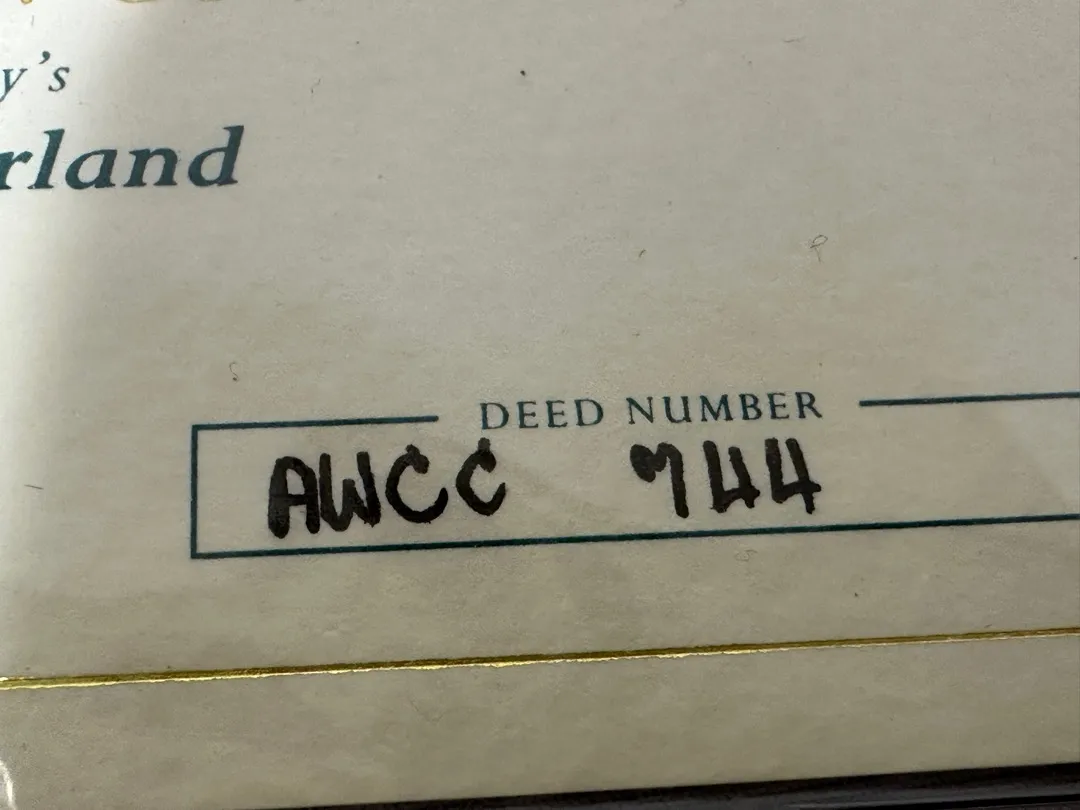 y's
rland
DEED NUMBER
AWCC 744